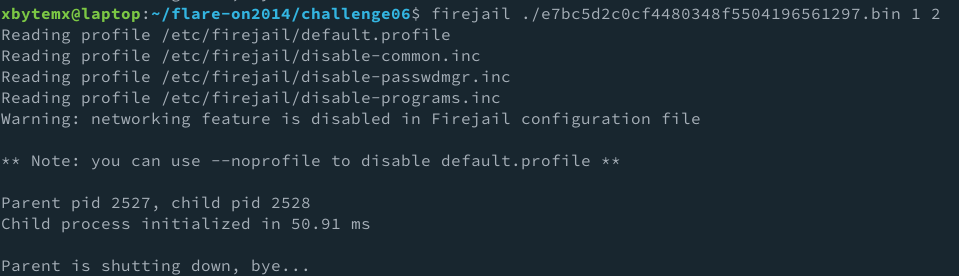 xbytemx@laptop:~/flare-on2014/challenge06$ firejail ./e7bc5d2c0cf4480348f5504196561297.bin 1 2
Reading profile /etc/firejail/default.profile
Reading profile /etc/firejail/disable-common.inc
Reading profile /etc/firejail/disable-passwdmgr.inc
Reading profile /etc/firejail/disable-programs.inc
Warning: networking feature is disabled in Firejail configuration file
** Note: you can use --noprofile to disable default.profile **
Parent pid 2527, child pid 2528
Child process initialized in 50.91 ms
Parent is shutting down, bye...